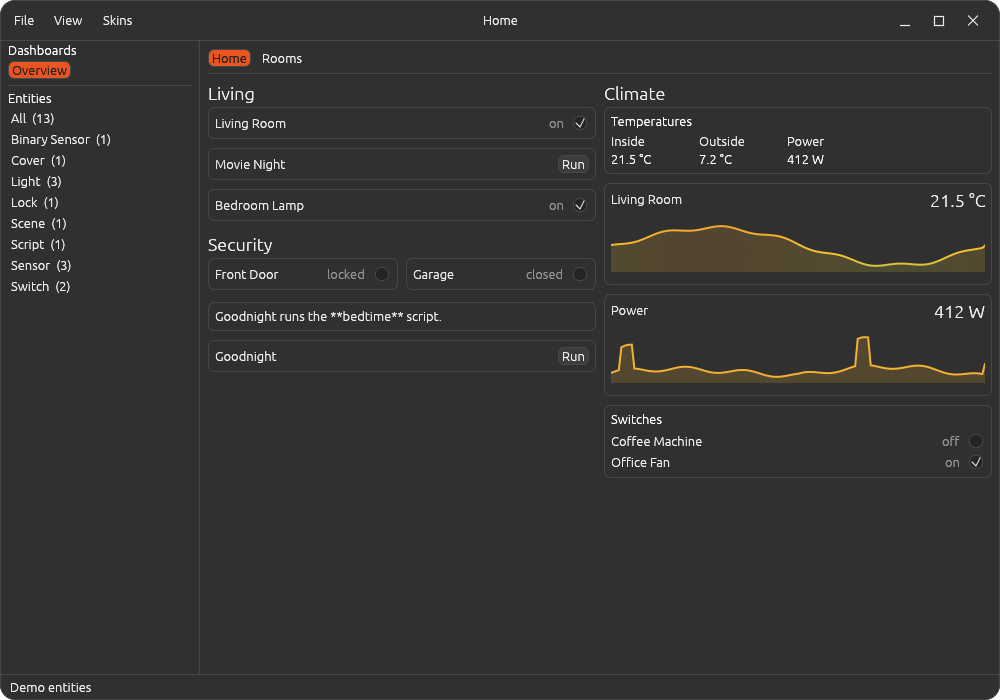 File View Skins
Home
Dashboards
Overview
Entities
All (13)
Binary Sensor (1)
Cover (1)
Light (3)
Lock (1)
Scene (1)
Script (1)
Sensor (3)
Switch (2)
Home Rooms
Living
Living Room on
Movie Night Run
Bedroom Lamp on
Security
Front Door locked Garage closed
Goodnight runs the **bedtime** script.
Goodnight Run
Climate
Temperatures
Inside Outside Power
21.5 °C 7.2 °C 412 W
Living Room 21.5 °C
Power 412 W
Switches
Coffee Machine off
Office Fan on
Demo entities